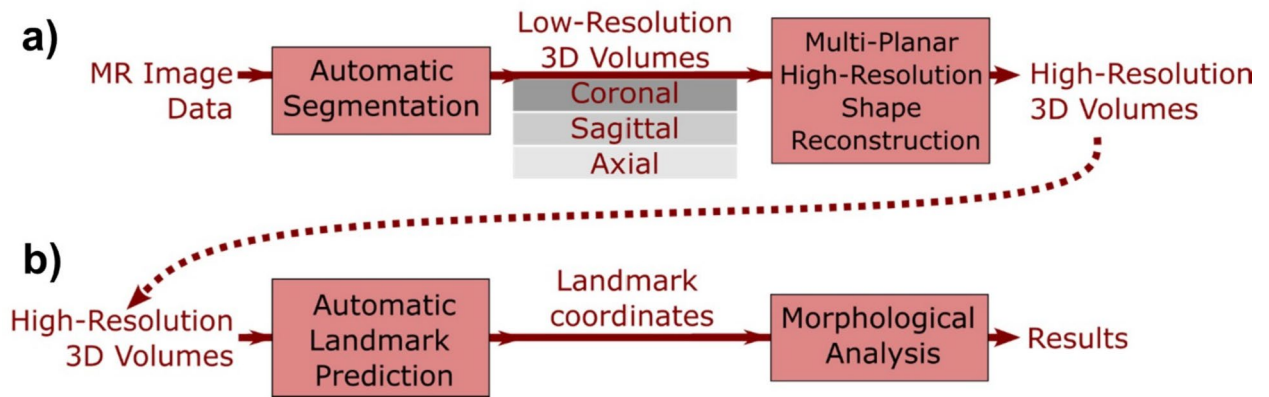 a)
MR Image
Data
Automatic
Segmentation
Low-Resolution
3D Volumes
Coronal
Sagittal
Axial
Multi-Planar
High-Resolution
Shape
Reconstruction
High-Resolution
3D Volumes
b)
High-Resolution
3D Volumes
Automatic
Landmark
Prediction
Landmark
coordinates
Morphological
Analysis
Results